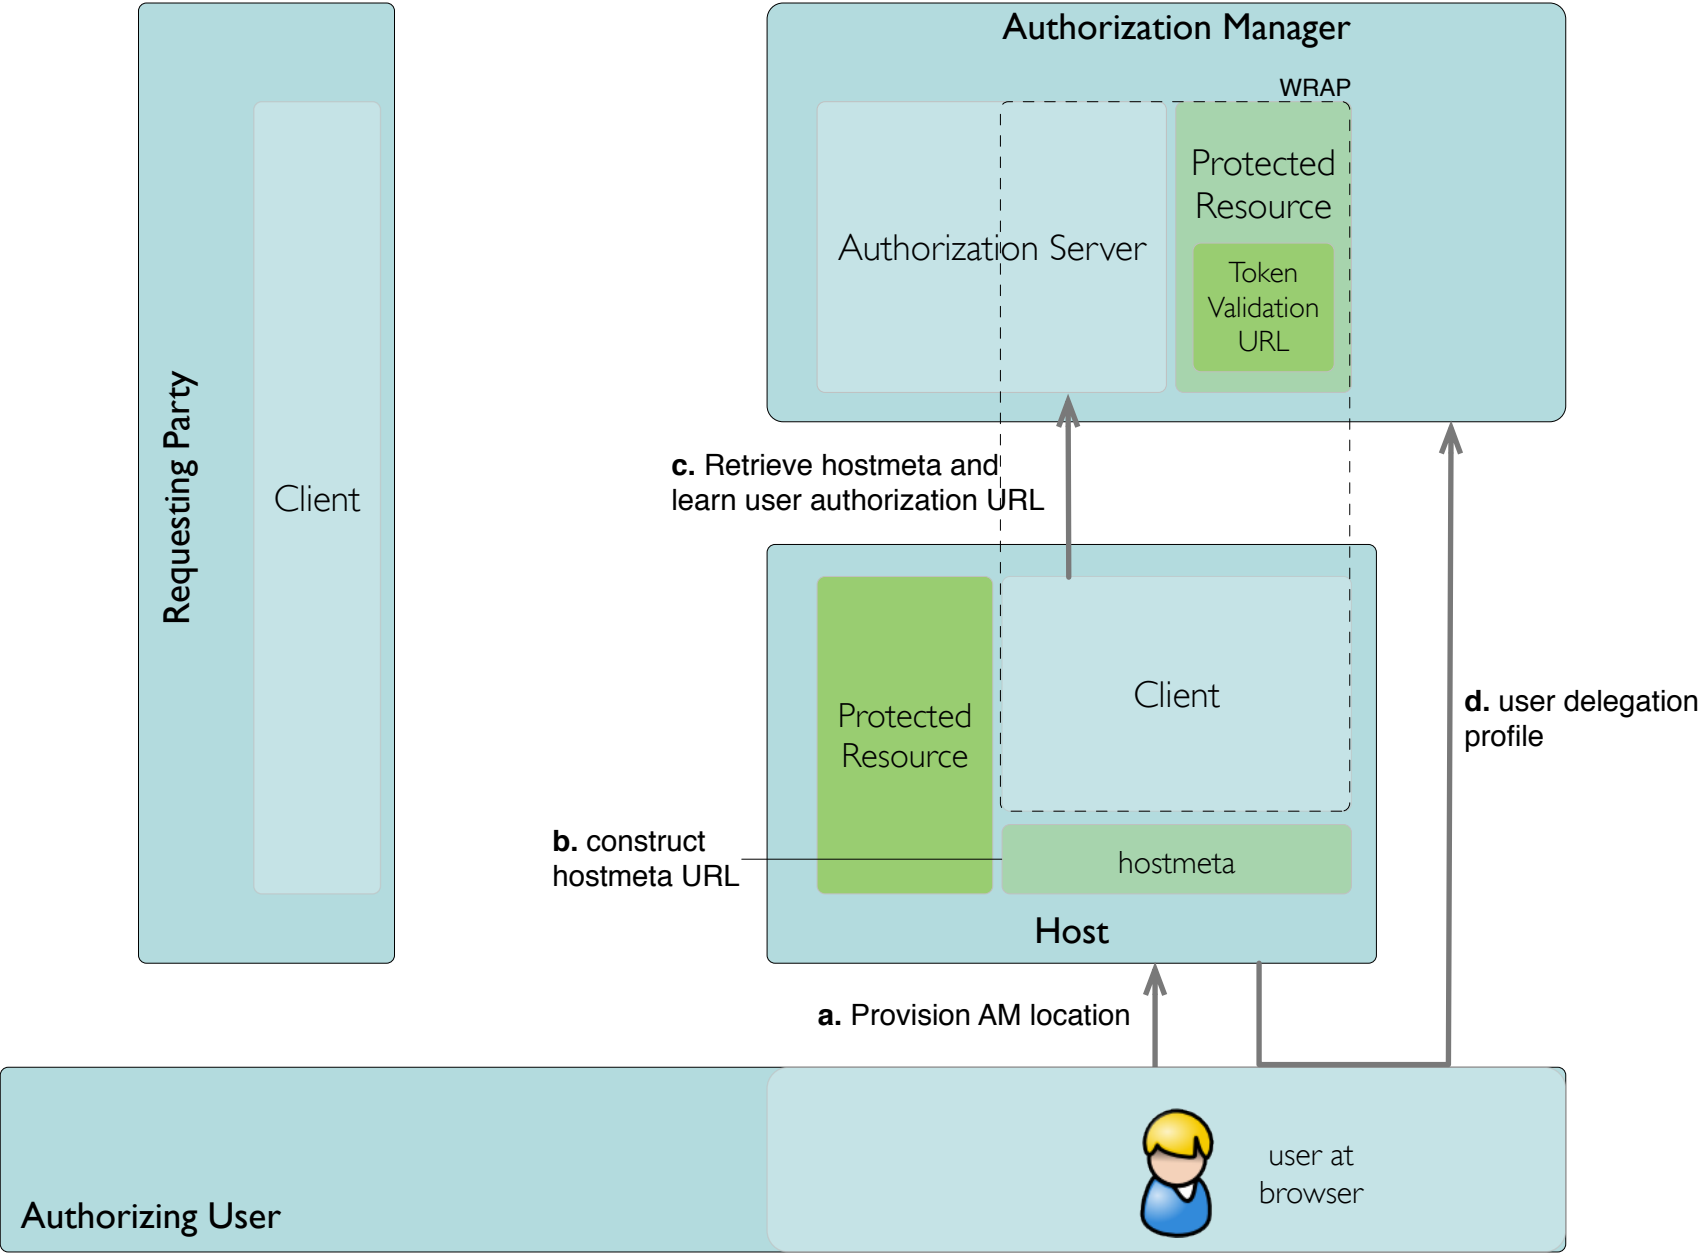 Authorization Manager
WRAP
Protected
Resource
Authorization Server
Token
Validation
URL
Requesting Party
Client
c. Retrieve hostmeta and
learn user authorization URL
Client
Protected
Resource
d. user delegation
profile
b. construct
hostmeta URL
hostmeta
Host
a. Provision AM location
user at
browser
Authorizing User